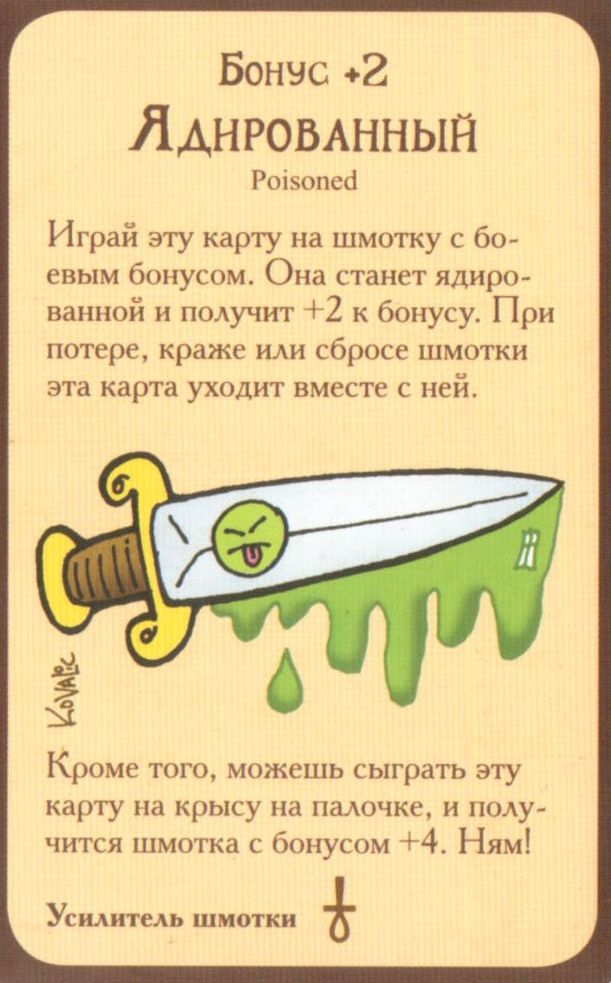 Бонус +2
Ядированный
Poisoned
Играй эту карту на шмотку с бо-
евым бонусом. Она станет ядиро-
ванной и получит +2 к бонусу. При
потере, краже или сбросе шмотки
эта карта уходит вместе с ней.
Kovalic
Кроме того, можешь сыграть эту
карту на крысу на палочке, и полу-
чится шмотка с бонусом +4. Ням!
Усилитель шмотки